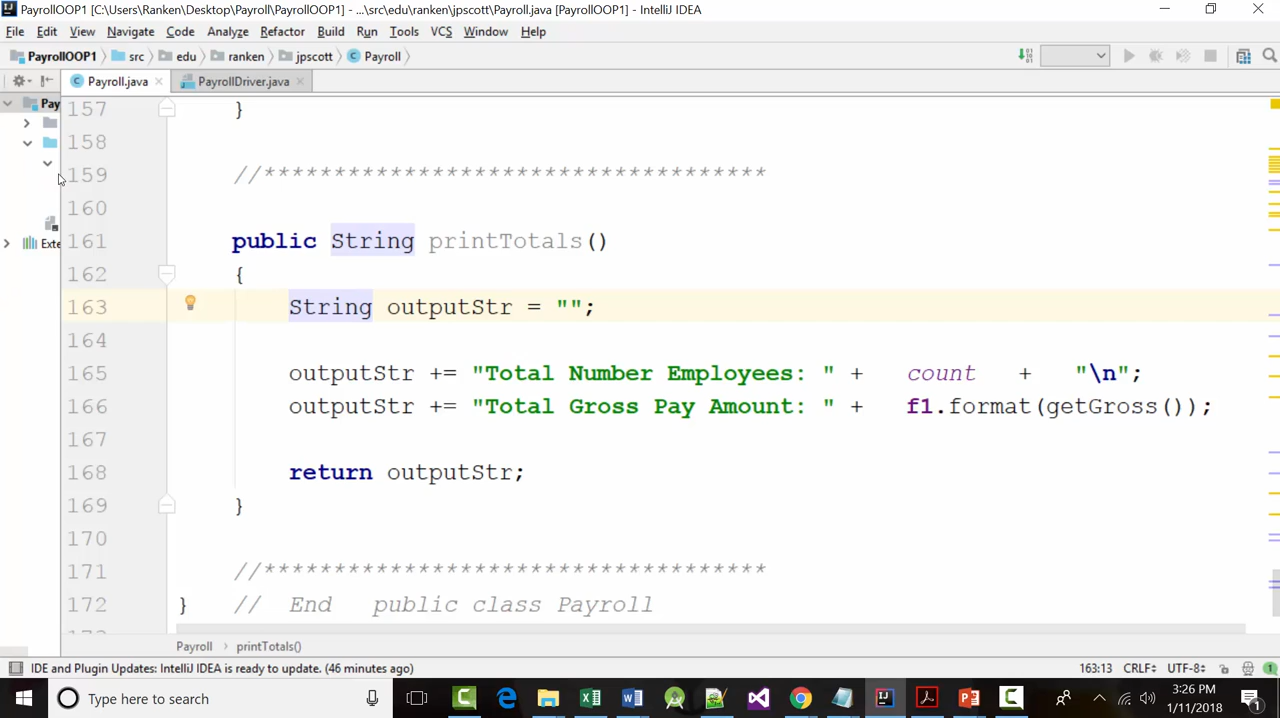 PayrollOOP1 [C:\Users\Ranken\Desktop\Payroll\PayrollOOP1] - ...\src\edu\ranken\jpscott\Payroll.java [PayrollOOP1] - IntelliJ IDEA
File Edit View Navigate Code Analyze Refactor Build Run Tools VCS Window Help
PayrollOOP1 src edu ranken jpscott Payroll
Payroll.java PayrollDriver.java
Pay
157 }
158
159 //************************************
160
Exte
161 public String printTotals()
162 {
163 String outputStr = "";
164
165 outputStr += "Total Number Employees: " + count + "\n";
166 outputStr += "Total Gross Pay Amount: " + f1.format(getGross());
167
168 return outputStr;
169 }
170
171 //************************************
172 } // End public class Payroll
Payroll printTotals()
IDE and Plugin Updates: IntelliJ IDEA is ready to update. (46 minutes ago) 163:13 CRLF UTF-8 1
Type here to search
3:26 PM
1/11/2018
1